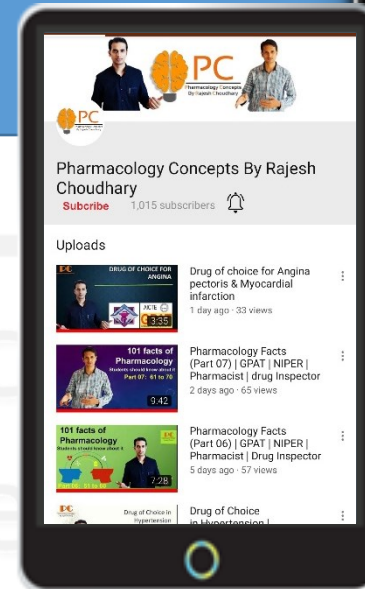 PC
Pharmacology Concepts
By Rajesh Choudhary
PC
Pharmacology Concepts By Rajesh
Choudhary
Subcribe 1,015 subscribers
Uploads
PC
DRUG OF CHOICE FOR
ANGINA
3:35
Drug of choice for Angina
pectoris & Myocardial
infarction
1 day ago · 33 views
101 facts of
Pharmacology
Students should know about it
Part 07: 61 to 70
9:42
Pharmacology Facts
(Part 07) | GPAT | NIPER |
Pharmacist | drug Inspector
2 days ago · 65 views
101 facts of
Pharmacology
Students should know about it
7:28
Pharmacology Facts
(Part 06) | GPAT | NIPER |
Pharmacist | Drug Inspector
5 days ago · 57 views
PC
Drug of Choice in
Hypertension
Drug of Choice
in Hypertension |